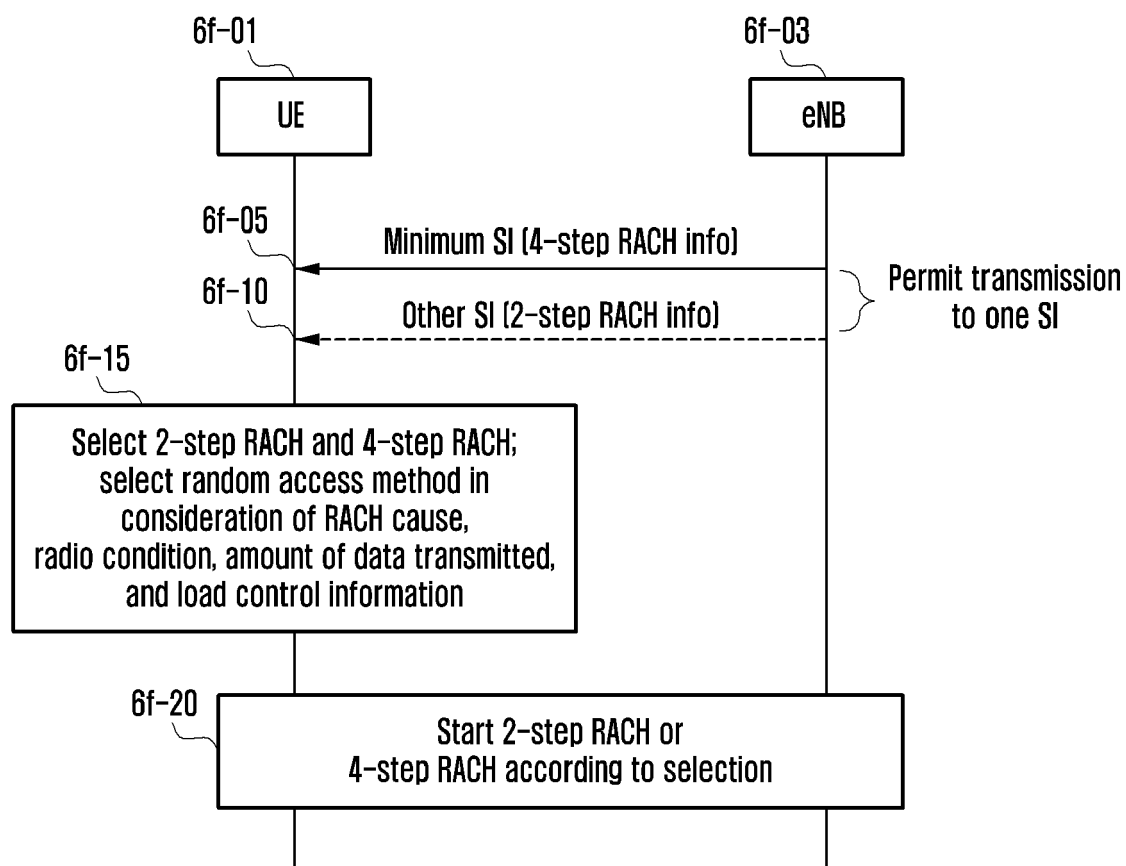 6f-01
6f-03
UE
eNB
6f-05
Minimum SI (4-step RACH info)
6f-10
Other SI (2-step RACH info)
Permit transmission
to one SI
6f-15
Select 2-step RACH and 4-step RACH;
select random access method in
consideration of RACH cause,
radio condition, amount of data transmitted,
and load control information
6f-20
Start 2-step RACH or
4-step RACH according to selection